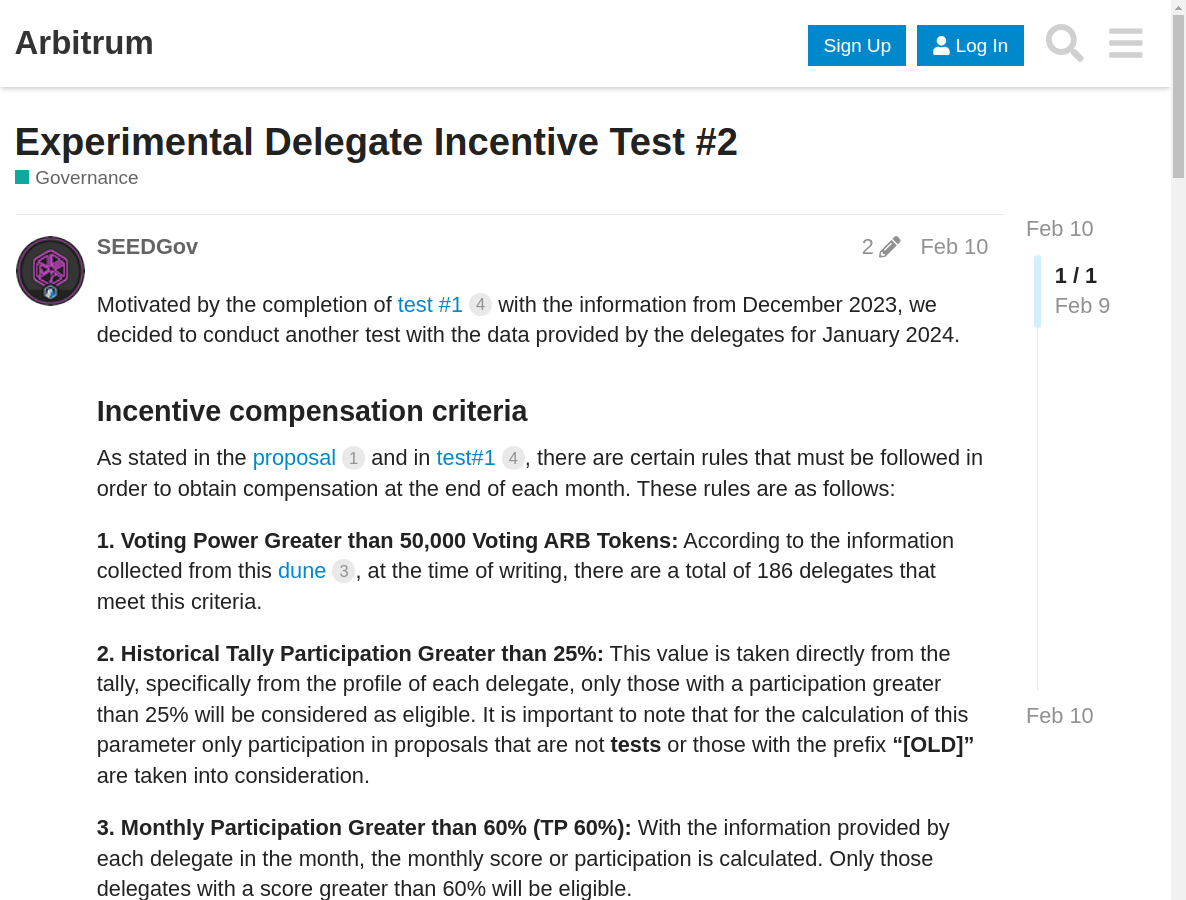 Arbitrum
Sign Up
Log In
Experimental Delegate Incentive Test #2
Governance
SEEDGov
2
Feb 10
Motivated by the completion of test #1 4 with the information from December 2023, we
decided to conduct another test with the data provided by the delegates for January 2024.
Incentive compensation criteria
As stated in the proposal 1 and in test#1 4, there are certain rules that must be followed in
order to obtain compensation at the end of each month. These rules are as follows:
1. Voting Power Greater than 50,000 Voting ARB Tokens: According to the information
collected from this dune 3, at the time of writing, there are a total of 186 delegates that
meet this criteria.
2. Historical Tally Participation Greater than 25%: This value is taken directly from the
tally, specifically from the profile of each delegate, only those with a participation greater
than 25% will be considered as eligible. It is important to note that for the calculation of this
parameter only participation in proposals that are not tests or those with the prefix “[OLD]”
are taken into consideration.
3. Monthly Participation Greater than 60% (TP 60%): With the information provided by
each delegate in the month, the monthly score or participation is calculated. Only those
delegates with a score greater than 60% will be eligible.
Feb 10
1 / 1
Feb 9
Feb 10